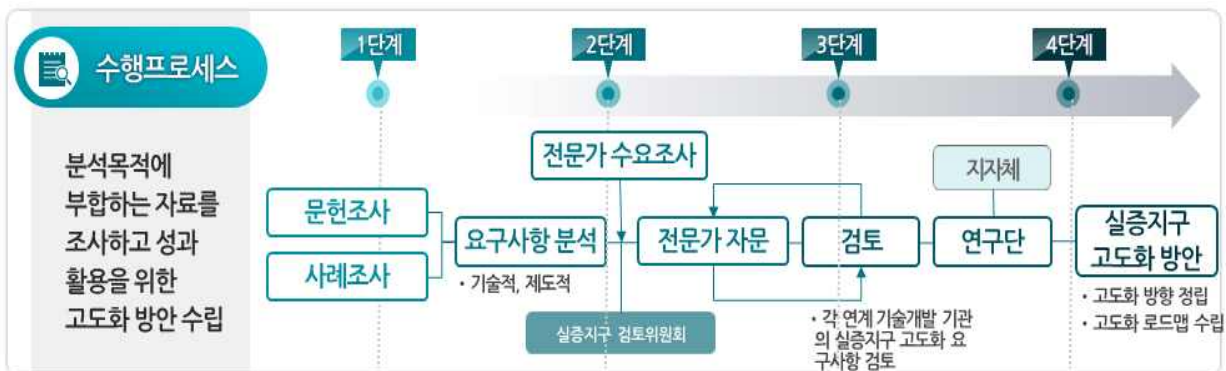 수행프로세스
분석목적에
부합하는 자료를
조사하고 성과
활용을 위한
고도화 방안 수립
1단계
2단계
3단계
4단계
문헌조사
사례조사
요구사항 분석
• 기술적, 제도적
전문가 수요조사
실증지구 검토위원회
전문가 자문
검토
• 각 연계 기술개발 기관
의 실증지구 고도화 요
구사항 검토
지자체
연구단
실증지구
고도화 방안
• 고도화 방향 정립
• 고도화 로드맵 수립